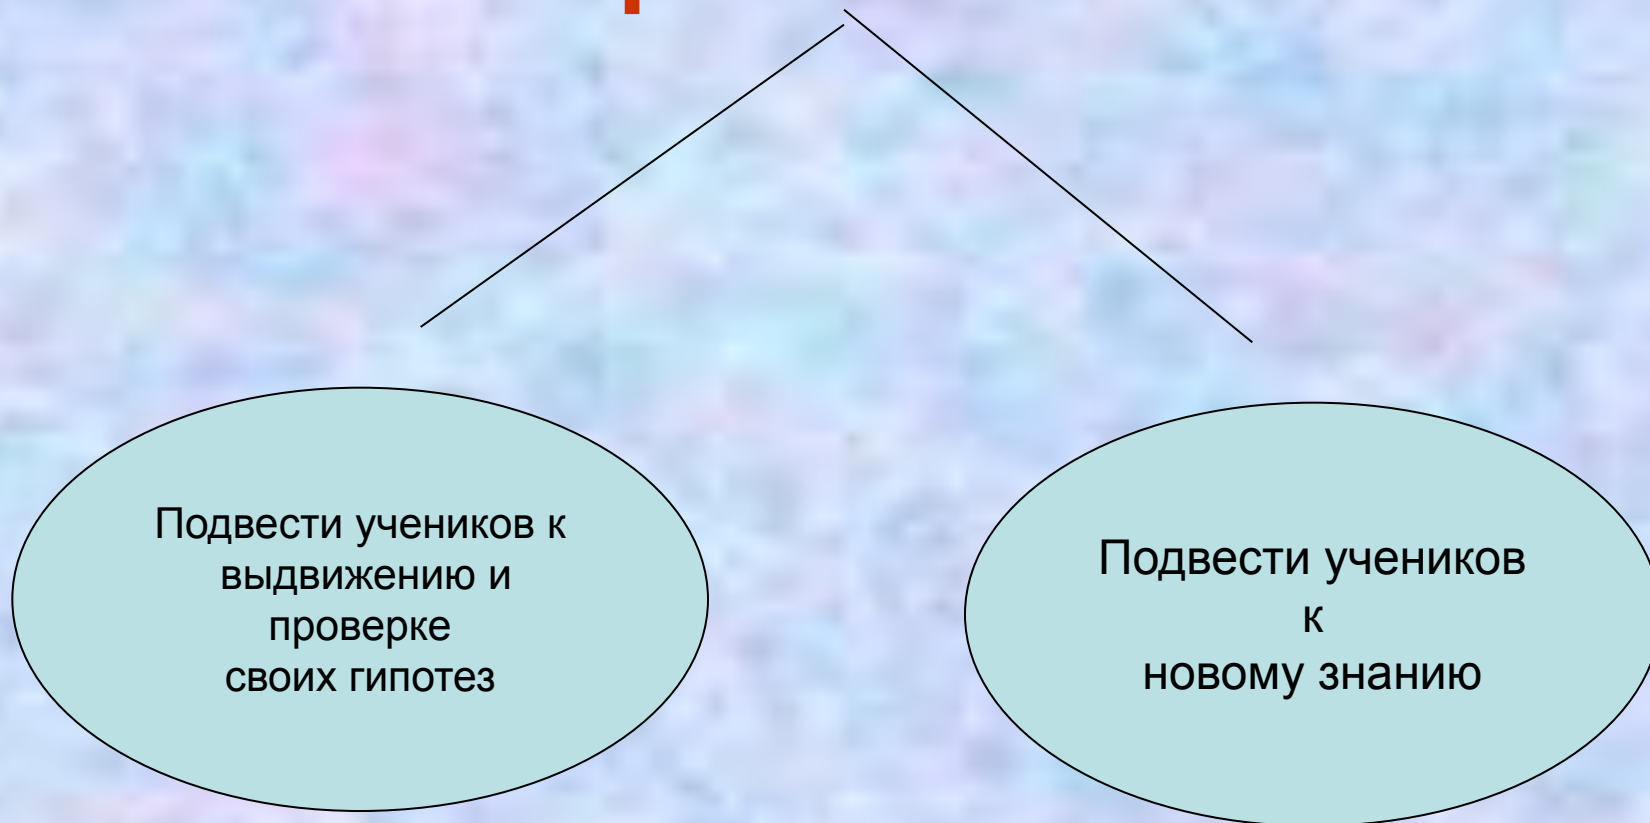 Подвести учеников к
выдвижению и
проверке
своих гипотез
Подвести учеников
к
новому знанию